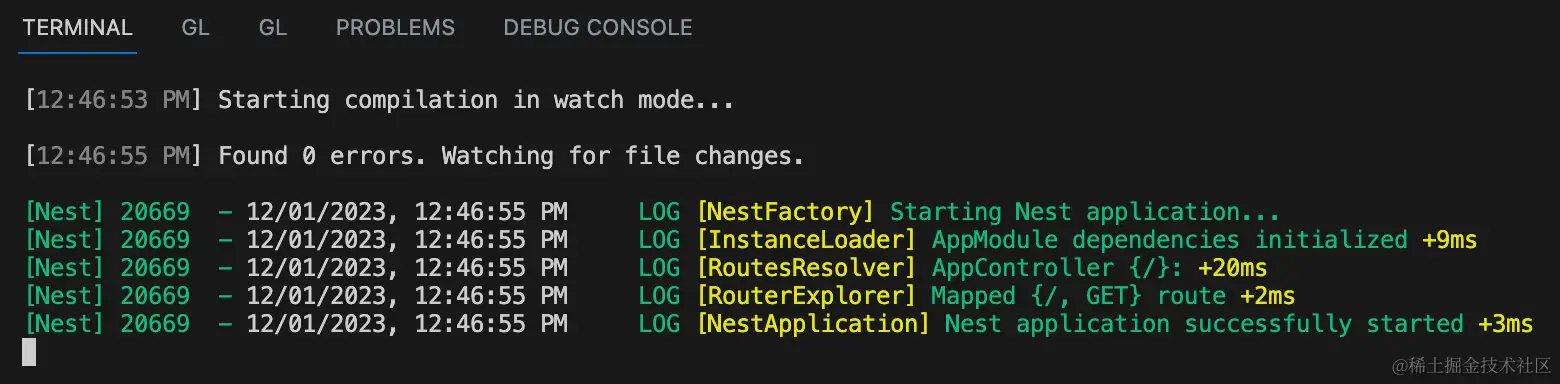 TERMINAL GL GL PROBLEMS DEBUG CONSOLE
[12:46:53 PM] Starting compilation in watch mode...
[12:46:55 PM] Found 0 errors. Watching for file changes.
[Nest] 20669  - 12/01/2023, 12:46:55 PM     LOG [NestFactory] Starting Nest application...
[Nest] 20669  - 12/01/2023, 12:46:55 PM     LOG [InstanceLoader] AppModule dependencies initialized +9ms
[Nest] 20669  - 12/01/2023, 12:46:55 PM     LOG [RoutesResolver] AppController {/}: +20ms
[Nest] 20669  - 12/01/2023, 12:46:55 PM     LOG [RouterExplorer] Mapped {/, GET} route +2ms
[Nest] 20669  - 12/01/2023, 12:46:55 PM     LOG [NestApplication] Nest application successfully started +3ms
@稀土掘金技术社区